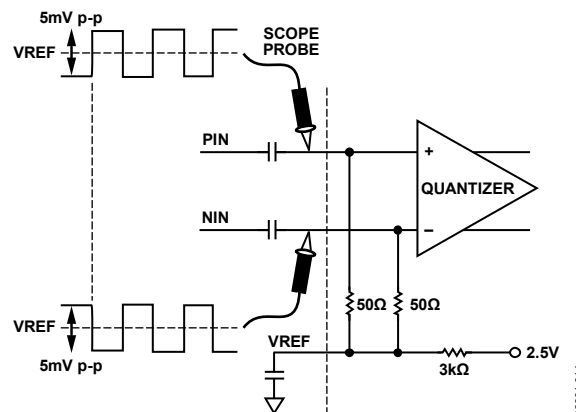 5mV p-p
VREF
SCOPE
PROBE
PIN
+
QUANTIZER
NIN
−
50Ω
50Ω
VREF
VREF
5mV p-p
3kΩ
2.5V